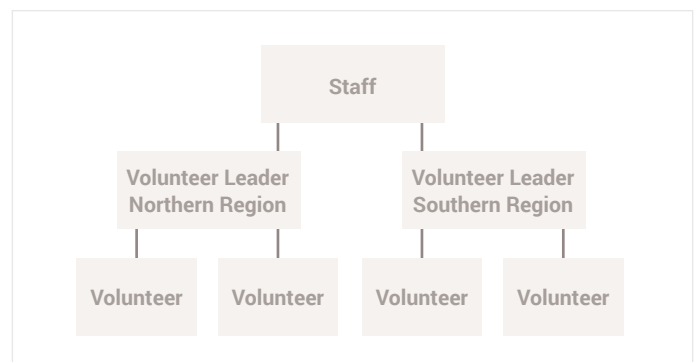 Staff
Volunteer Leader
Northern Region
Volunteer Leader
Southern Region
Volunteer
Volunteer
Volunteer
Volunteer